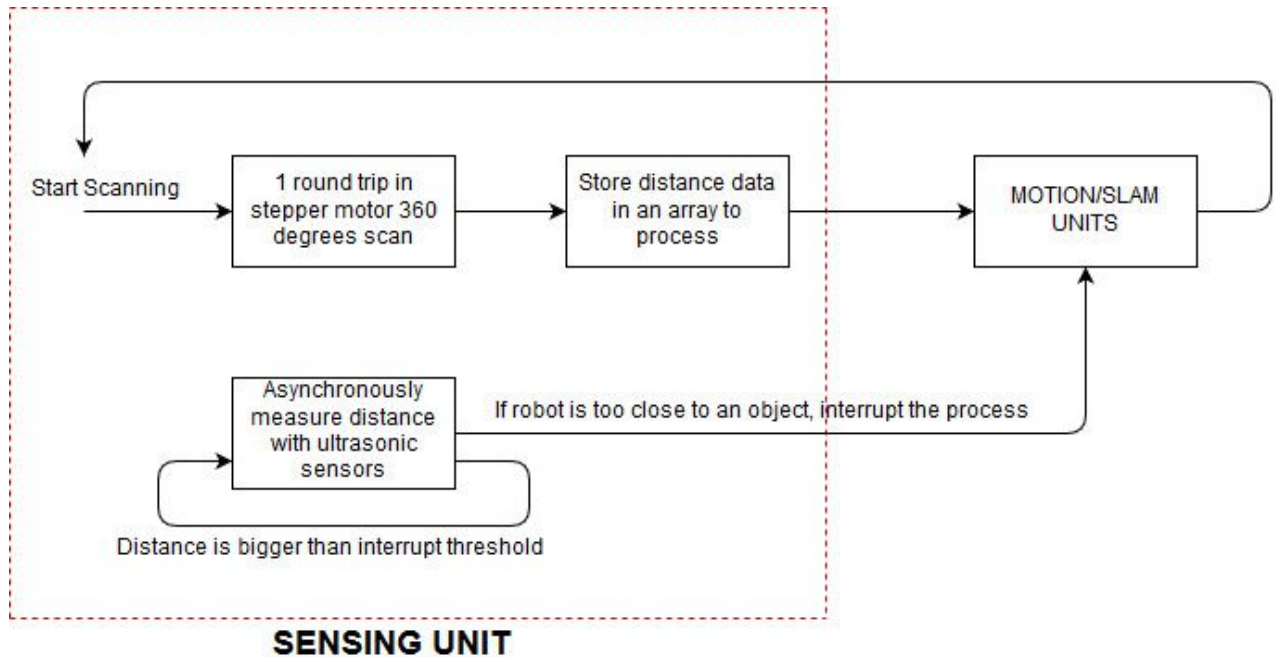 Start Scanning
1 round trip in
stepper motor 360
degrees scan
Store distance data
in an array to
process
MOTION/SLAM
UNITS
Asynchronously
measure distance
with ultrasonic
sensors
If robot is too close to an object, interrupt the process
Distance is bigger than interrupt threshold
SENSING UNIT